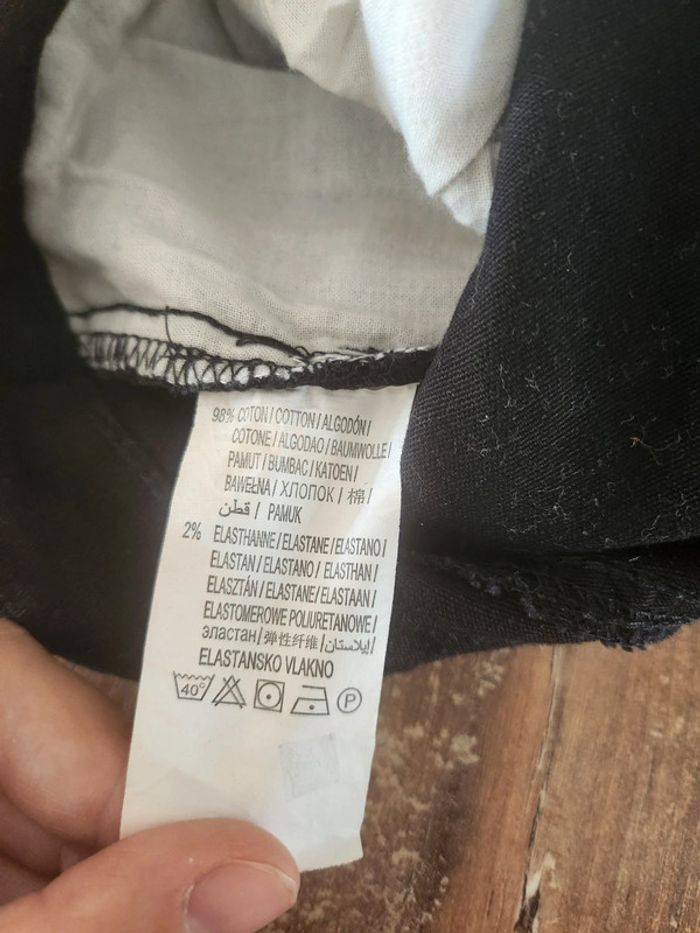 98% COTON / COTTON / ALGODÓN /
COTONE / ALGODAO / BAUMWOLLE /
PAMUT / BUMBAC / KATOEN /
BAWEŁNA / ХЛОПОК / 棉 /
قطن / PAMUK
2% ELASTHANNE / ELASTANE / ELASTANO /
ELASTAN / ELASTANO / ELASTHAN /
ELASZTÁN / ELASTANE / ELASTAAN /
ELASTOMEROWE POLIURETANOWE /
эластан / 弹性纤维 / إيلاستان /
ELASTANSKO VLAKNO
40° P